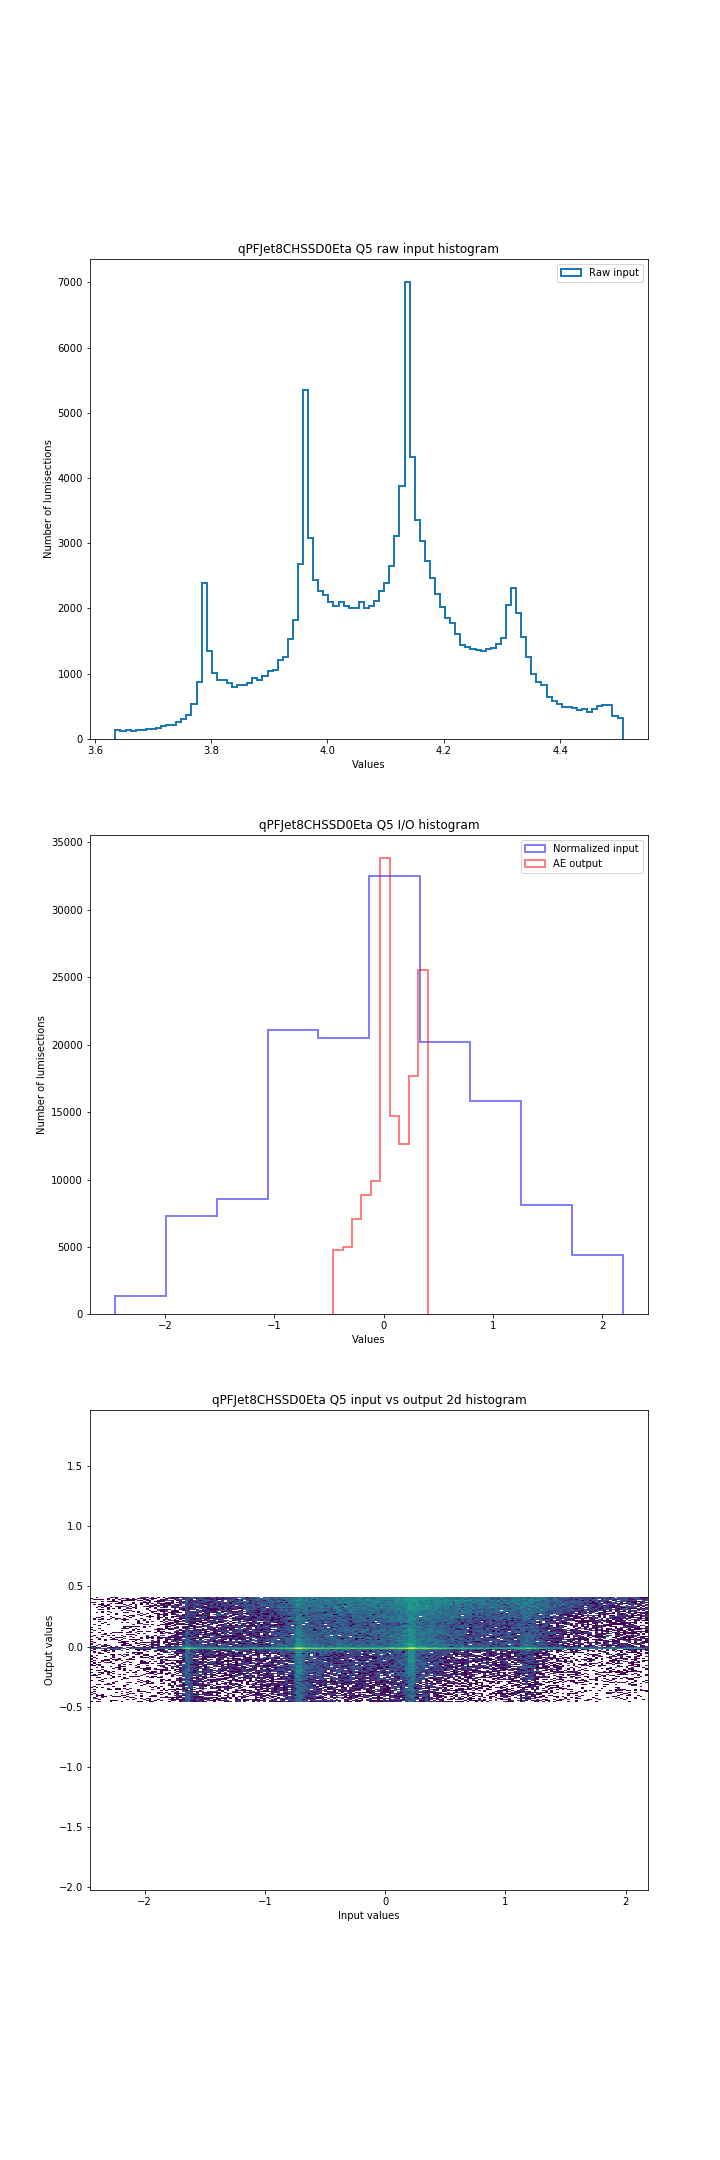 qPFJet8CHSSD0Eta Q5 raw input histogram
Raw input
7000
6000
5000
4000
3000
2000
1000
0
Number of lumisections
3.6 3.8 4.0 4.2 4.4
Values
qPFJet8CHSSD0Eta Q5 I/O histogram
Normalized input
AE output
35000
30000
25000
20000
15000
10000
5000
0
Number of lumisections
−2 −1 0 1 2
Values
qPFJet8CHSSD0Eta Q5 input vs output 2d histogram
1.5
1.0
0.5
0.0
−0.5
−1.0
−1.5
−2.0
Output values
−2 −1 0 1 2
Input values